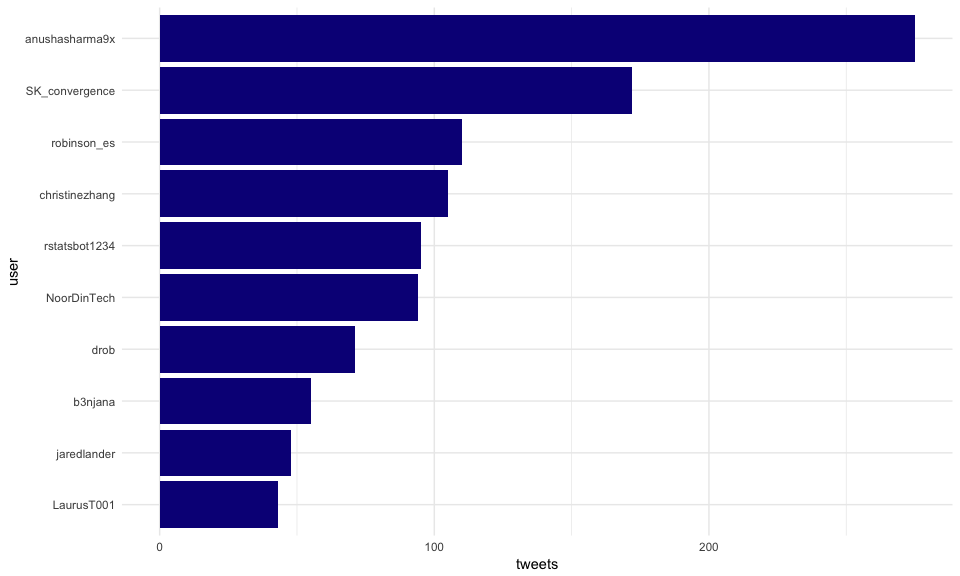 anushasharma9x
SK_convergence
robinson_es
christinezhang
rstatsbot1234
NoorDinTech
drob
b3njana
jaredlander
LaurusT001
user
0 100 200
tweets